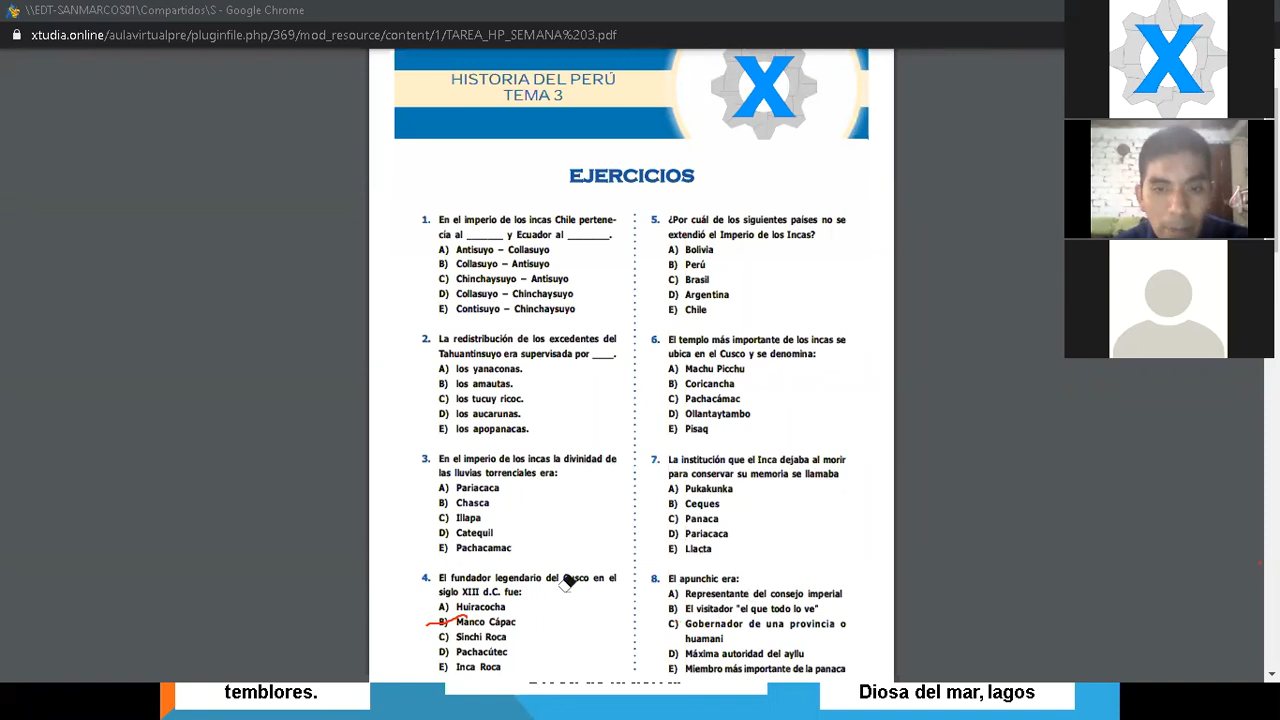 \\EDT-SANMARCOS01\Compartidos\S - Google Chrome
xtudia.online/aulavirtualpre/pluginfile.php/369/mod_resource/content/1/TAREA_HP_SEMANA%203.pdf
HISTORIA DEL PERÚ
TEMA 3
X
X
EJERCICIOS
1. En el imperio de los incas Chile pertene-
cia al _______ y Ecuador al ________.
A) Antisuyo – Collasuyo
B) Collasuyo – Antisuyo
C) Chinchaysuyo – Antisuyo
D) Collasuyo – Chinchaysuyo
E) Contisuyo – Chinchaysuyo
2. La redistribución de los excedentes del
Tahuantinsuyo era supervisada por ____.
A) los yanaconas.
B) los amautas.
C) los tucuy ricoc.
D) los aucarunas.
E) los apopanacas.
3. En el imperio de los incas la divinidad de
las lluvias torrenciales era:
A) Pariacaca
B) Chasca
C) Illapa
D) Catequil
E) Pachacamac
4. El fundador legendario del Cusco en el
siglo XIII d.C. fue:
A) Huiracocha
B) Manco Cápac
C) Sinchi Roca
D) Pachacútec
E) Inca Roca
5. ¿Por cuál de los siguientes países no se
extendió el Imperio de los Incas?
A) Bolivia
B) Perú
C) Brasil
D) Argentina
E) Chile
6. El templo más importante de los incas se
ubica en el Cusco y se denomina:
A) Machu Picchu
B) Coricancha
C) Pachacámac
D) Ollantaytambo
E) Pisaq
7. La institución que el Inca dejaba al morir
para conservar su memoria se llamaba
A) Pukakunka
B) Ceques
C) Panaca
D) Pariacaca
E) Llacta
8. El apunchic era:
A) Representante del consejo imperial
B) El visitador "el que todo lo ve"
C) Gobernador de una provincia o
huamani
D) Máxima autoridad del ayllu
E) Miembro más importante de la panaca
temblores.
Diosa del mar, lagos